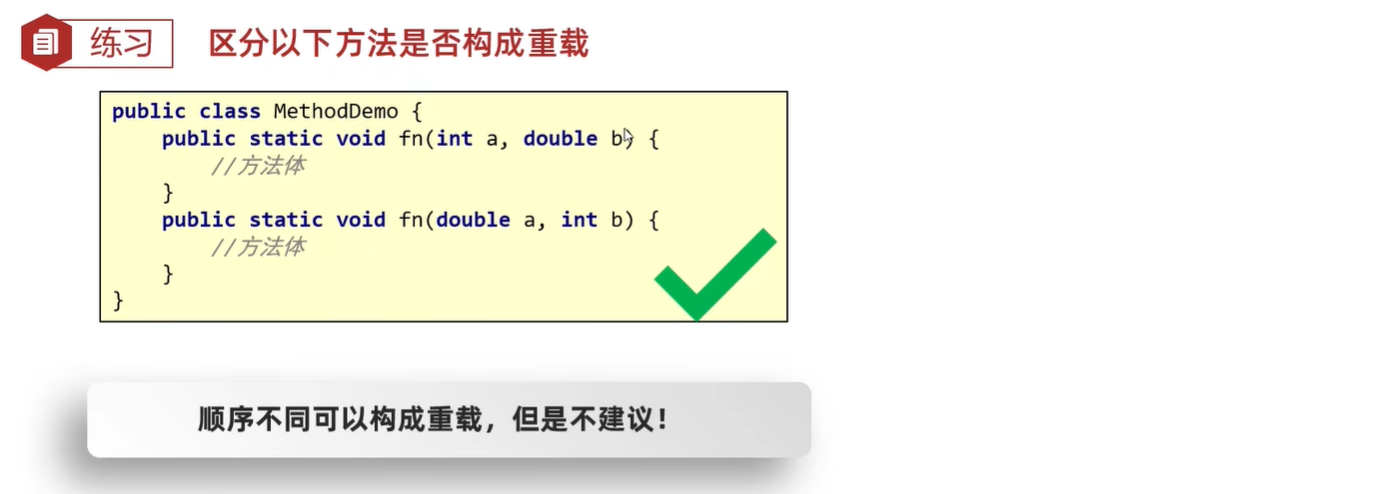 练习
区分以下方法是否构成重载
public class MethodDemo {
public static void fn(int a, double b) {
//方法体
}
public static void fn(double a, int b) {
//方法体
}
}
顺序不同可以构成重载，但是不建议！